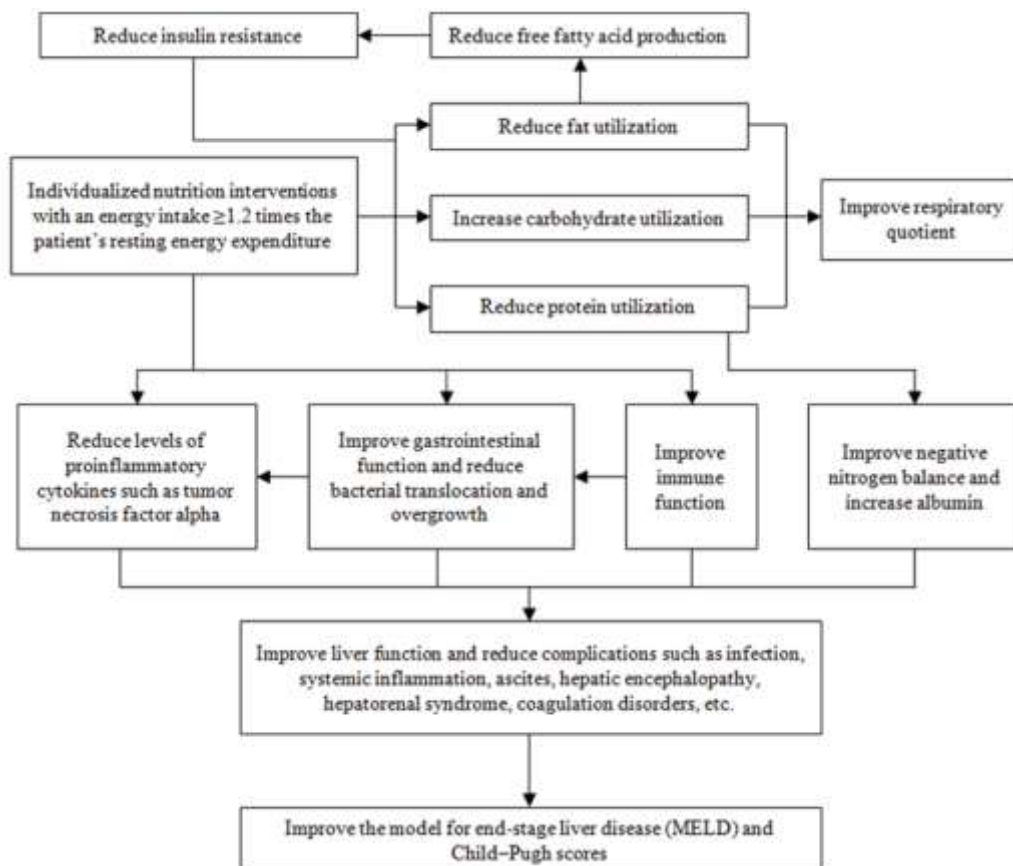 Reduce insulin resistance
Reduce free fatty acid production
Reduce fat utilization
Individualized nutrition interventions
with an energy intake ≥1.2 times the
patient´s resting energy expenditure
Increase carbohydrate utilization
Improve respiratory
quotient
Reduce protein utilization
Reduce levels of
proinflammatory
cytokines such as tumor
necrosis factor alpha
Improve gastrointestinal
function and reduce
bacterial translocation and
overgrowth
Improve
immune
function
Improve negative
nitrogen balance and
increase albumin
Improve liver function and reduce complications such as infection,
systemic inflammation, ascites, hepatic encephalopathy,
hepatorenal syndrome, coagulation disorders, etc.
Improve the model for end-stage liver disease (MELD) and
Child–Pugh scores